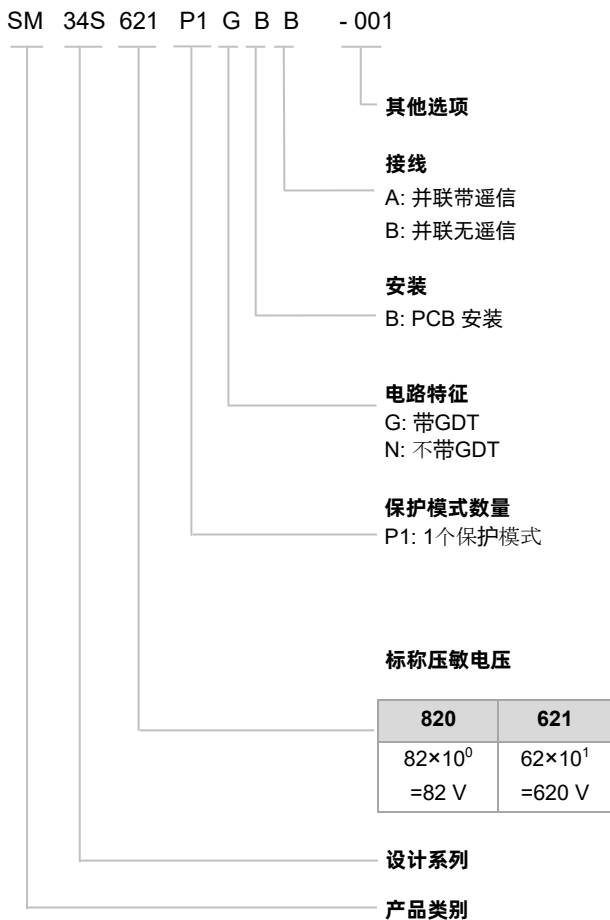 SM 34S 621 P1 G B B - 001
其他选项
接线
A: 并联带遥信
B: 并联无遥信
安装
B: PCB 安装
电路特征
G: 带GDT
N: 不带GDT
保护模式数量
P1: 1个保护模式
标称压敏电压
820 621
82×10⁰ 62×10¹
=82 V =620 V
设计系列
产品类别